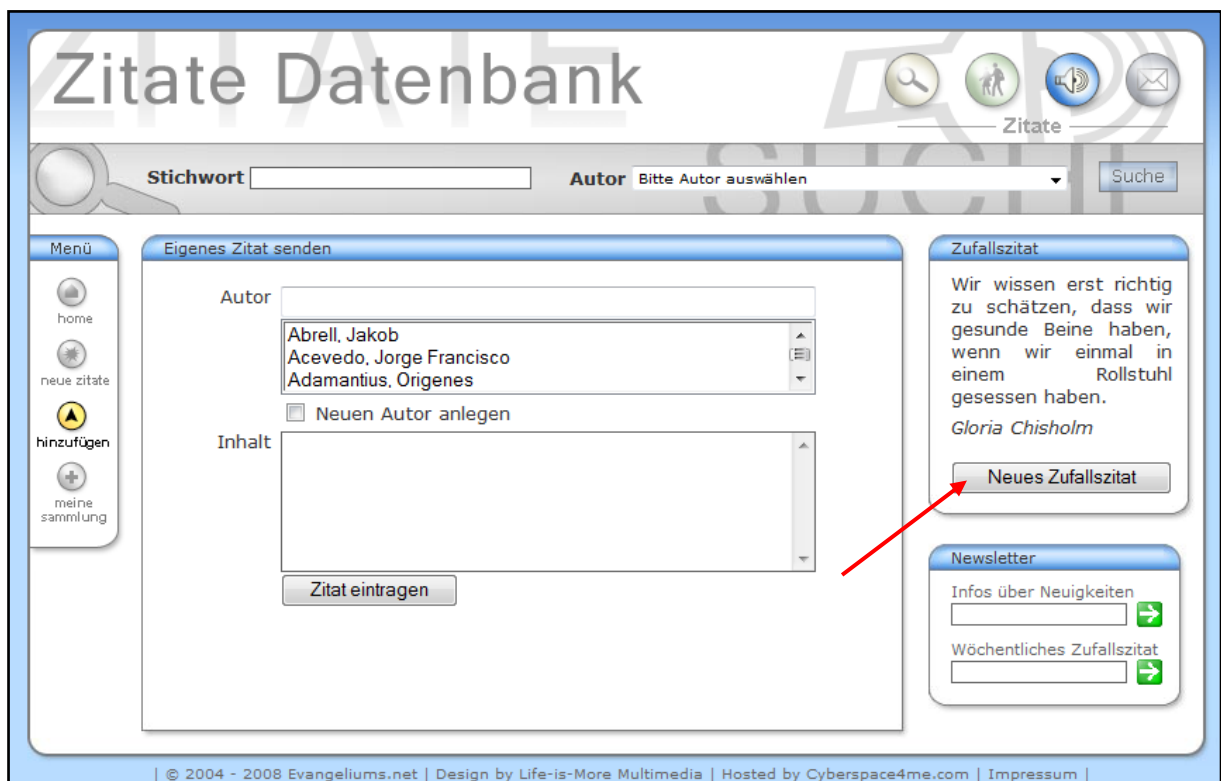 Zitate Datenbank
Zitate
Stichwort
Autor Bitte Autor auswählen
Suche
Menü
home
neue zitate
hinzufügen
meine
sammlung
Eigenes Zitat senden
Autor
Abrell, Jakob
Acevedo, Jorge Francisco
Adamantius, Origenes
Neuen Autor anlegen
Inhalt
Zitat eintragen
Zufallszitat
Wir wissen erst richtig
zu schätzen, dass wir
gesunde Beine haben,
wenn wir einmal in
einem Rollstuhl
gesessen haben.
Gloria Chisholm
Neues Zufallszitat
Newsletter
Infos über Neuigkeiten
Wöchentliches Zufallszitat
| © 2004 - 2008 Evangeliums.net | Design by Life-is-More Multimedia | Hosted by Cyberspace4me.com | Impressum |